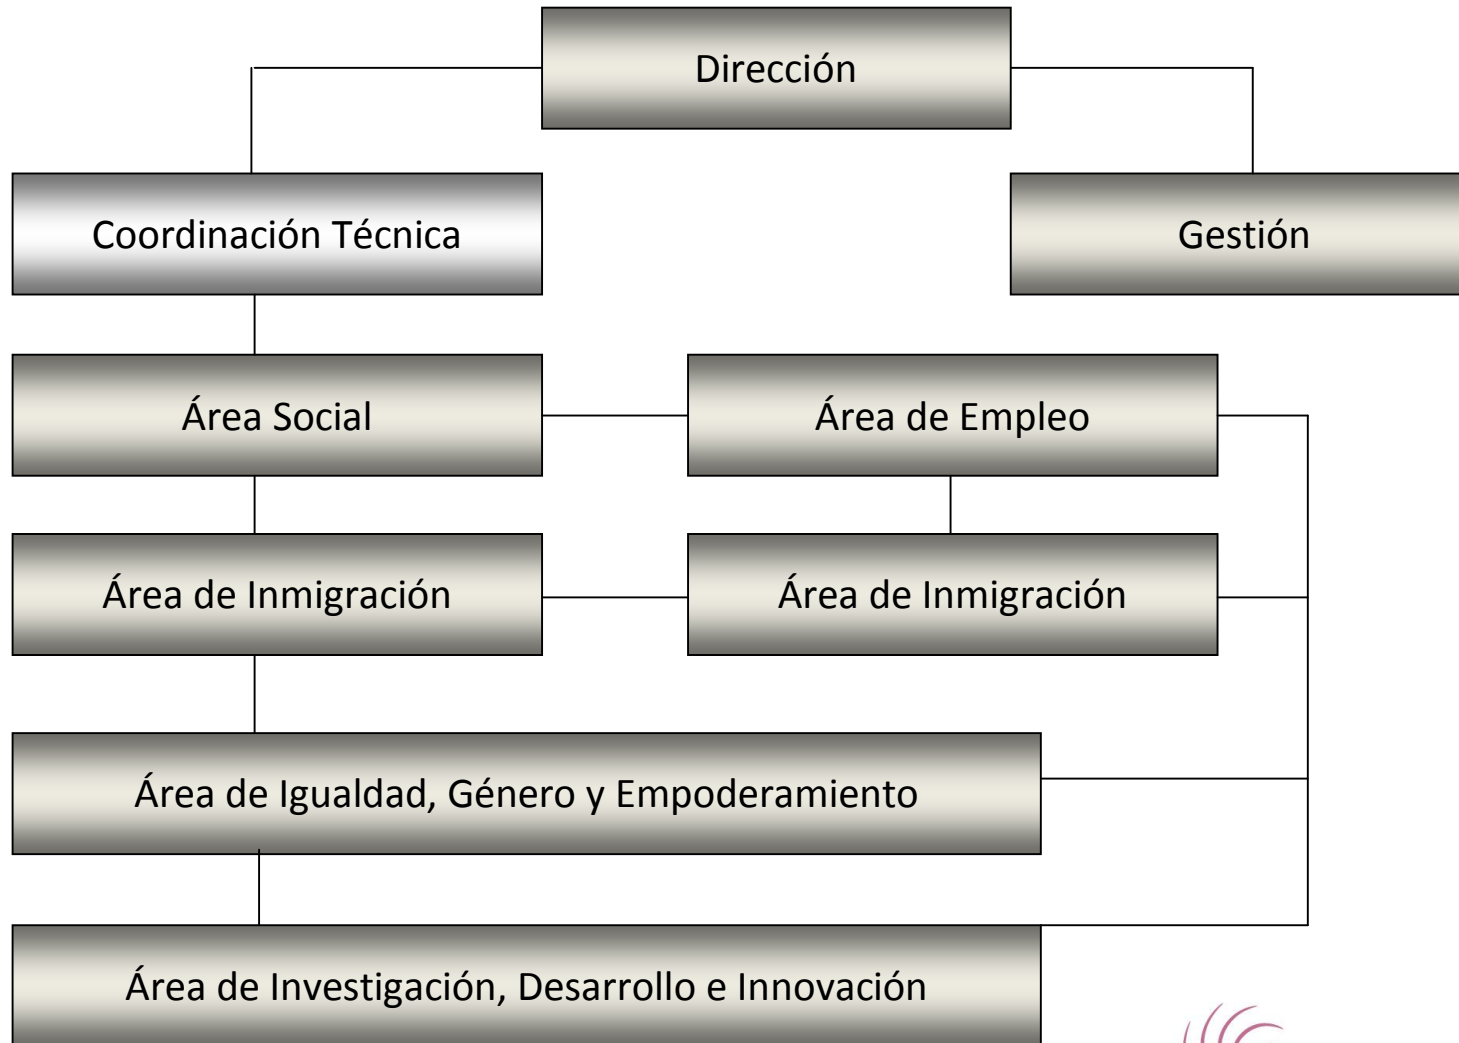 Dirección
Coordinación Técnica
Gestión
Área Social
Área de Empleo
Área de Inmigración
Área de Inmigración
Área de Igualdad, Género y Empoderamiento
Área de Investigación, Desarrollo e Innovación